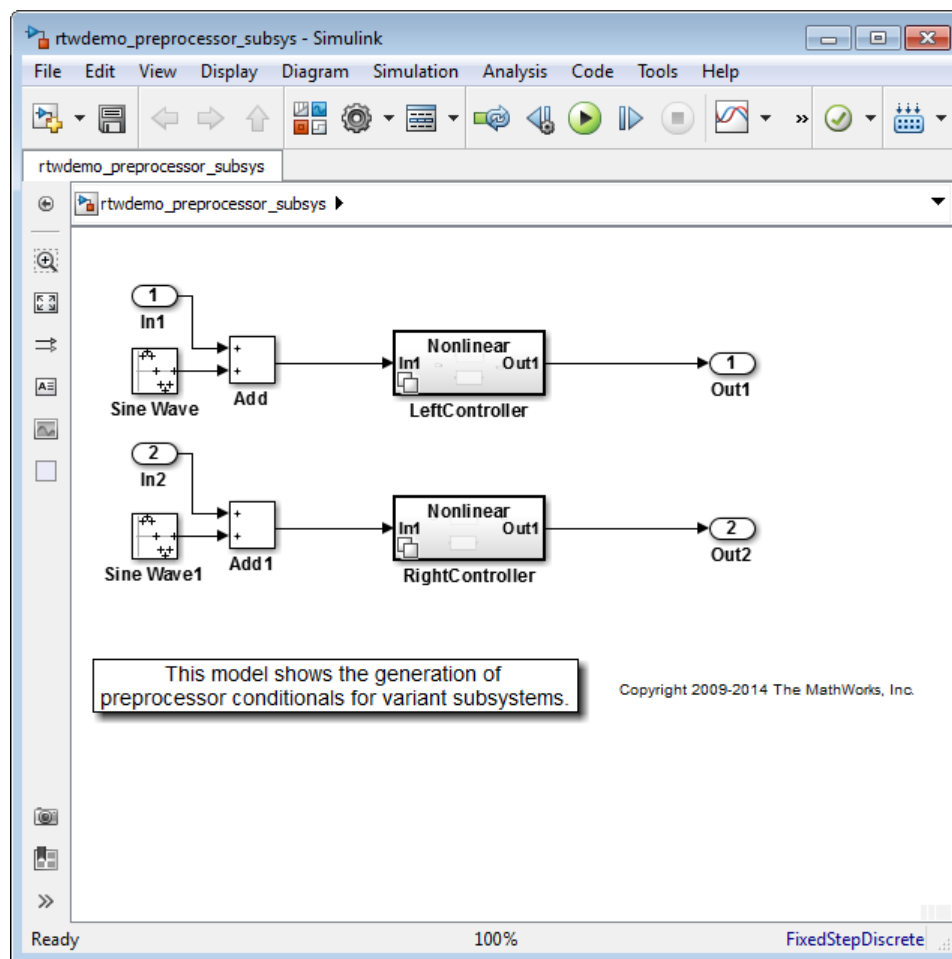 rtwdemo_preprocessor_subsys - Simulink
File Edit View Display Diagram Simulation Analysis Code Tools Help
rtwdemo_preprocessor_subsys
rtwdemo_preprocessor_subsys
1
In1
Sine Wave
+
+
Add
Nonlinear
In1 Out1
LeftController
1
Out1
2
In2
Sine Wave1
+
+
Add1
Nonlinear
In1 Out1
RightController
2
Out2
This model shows the generation of
preprocessor conditionals for variant subsystems.
Copyright 2009-2014 The MathWorks, Inc.
Ready 100% FixedStepDiscrete